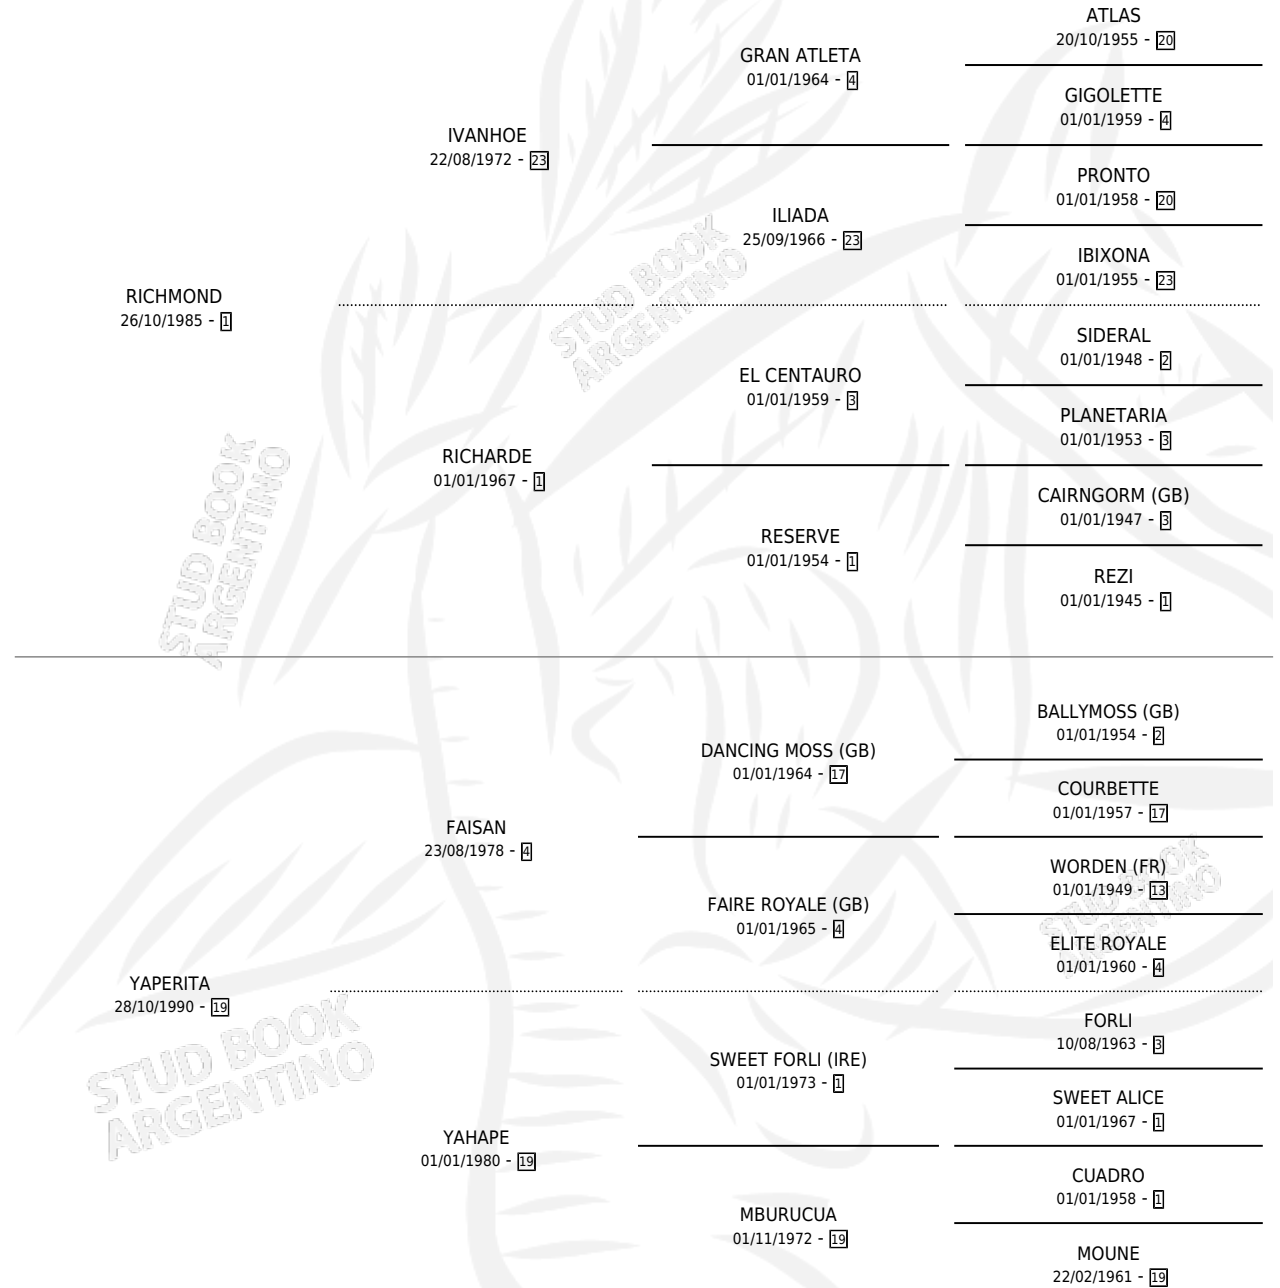 ATLAS
20/10/1955 - 20
GRAN ATLETA
01/01/1964 - 4
GIGOLETTE
01/01/1959 - 4
IVANHOE
22/08/1972 - 23
PRONTO
01/01/1958 - 20
ILIADA
25/09/1966 - 23
IBIXONA
01/01/1955 - 23
RICHMOND
26/10/1985 - 1
SIDERAL
01/01/1948 - 2
EL CENTAURO
01/01/1959 - 3
PLANETARIA
01/01/1953 - 3
RICHARDE
01/01/1967 - 1
CAIRNGORM (GB)
01/01/1947 - 3
RESERVE
01/01/1954 - 1
REZI
01/01/1945 - 1
BALLYMOSS (GB)
01/01/1954 - 2
DANCING MOSS (GB)
01/01/1964 - 17
COURBETTE
01/01/1957 - 17
FAISAN
23/08/1978 - 4
WORDEN (FR)
01/01/1949 - 13
FAIRE ROYALE (GB)
01/01/1965 - 4
ELITE ROYALE
01/01/1960 - 4
YAPERITA
28/10/1990 - 19
FORLI
10/08/1963 - 3
SWEET FORLI (IRE)
01/01/1973 - 1
SWEET ALICE
01/01/1967 - 1
YAHAPE
01/01/1980 - 19
CUADRO
01/01/1958 - 1
MBURUCUA
01/11/1972 - 19
MOUNE
22/02/1961 - 19
STUD BOOK
ARGENTINO
STUD BOOK
ARGENTINO
STUD BOOK
ARGENTINO
STUD BOOK
ARGENTINO